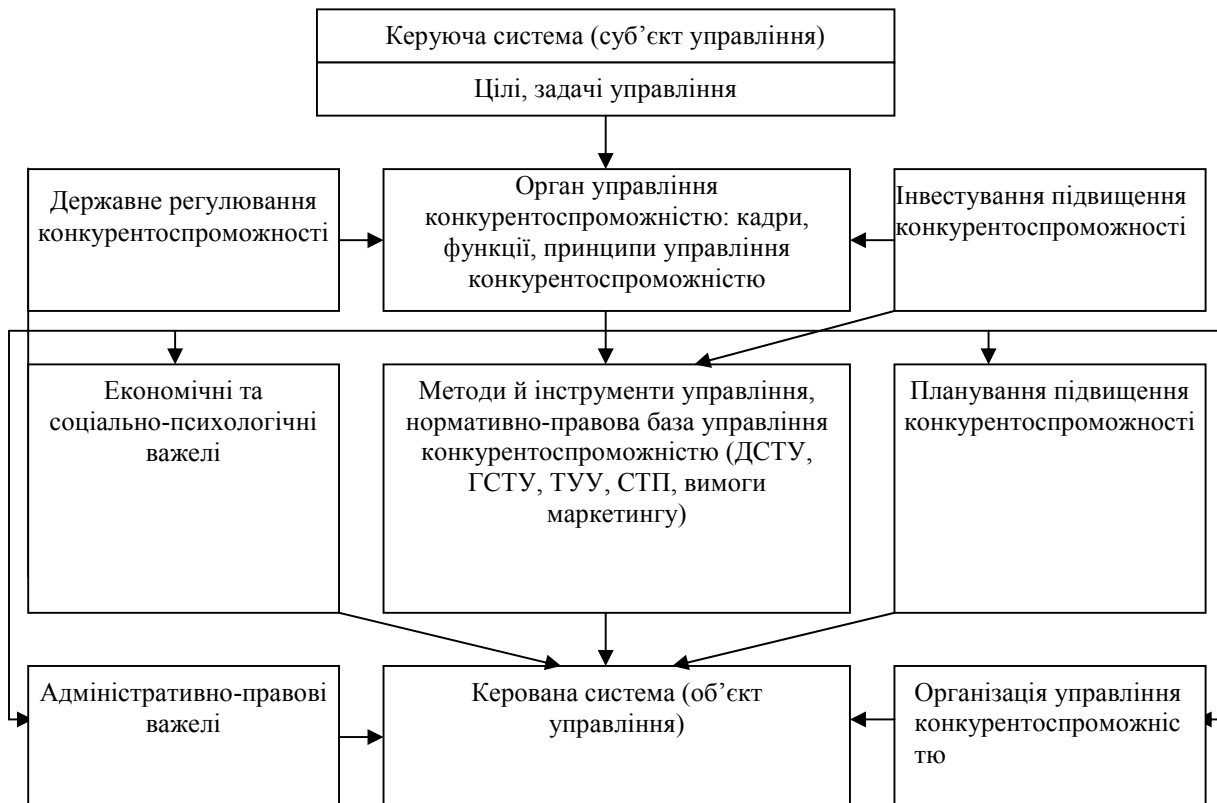 Керуюча система (суб’єкт управління)
Цілі, задачі управління
Державне регулювання
конкурентоспроможності
Орган управління
конкурентоспроможністю: кадри,
функції, принципи управління
конкурентоспроможністю
Інвестування підвищення
конкурентоспроможності
Економічні та
соціально-психологічні
важелі
Методи й інструменти управління,
нормативно-правова база управління
конкурентоспроможністю (ДСТУ,
ГСТУ, ТУУ, СТП, вимоги
маркетингу)
Планування підвищення
конкурентоспроможності
Адміністративно-правові
важелі
Керована система (об’єкт
управління)
Організація управління
конкурентоспроможніс
тю